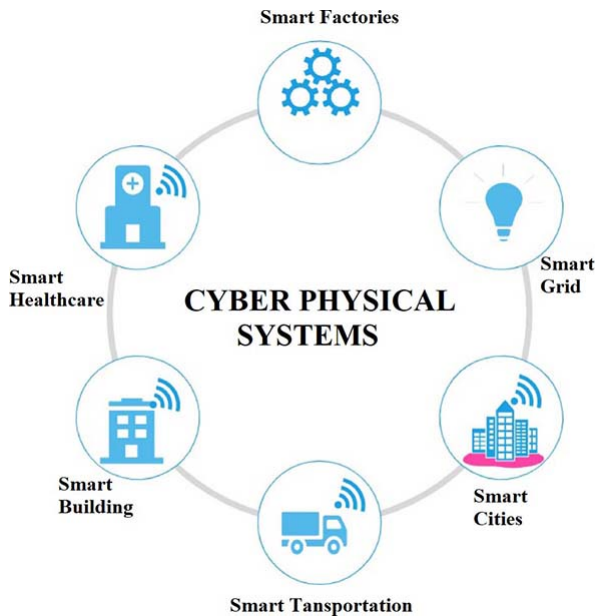 Smart Factories
Smart
Grid
Smart
Healthcare
CYBER PHYSICAL
SYSTEMS
Smart
Building
Smart
Cities
Smart Tansportation